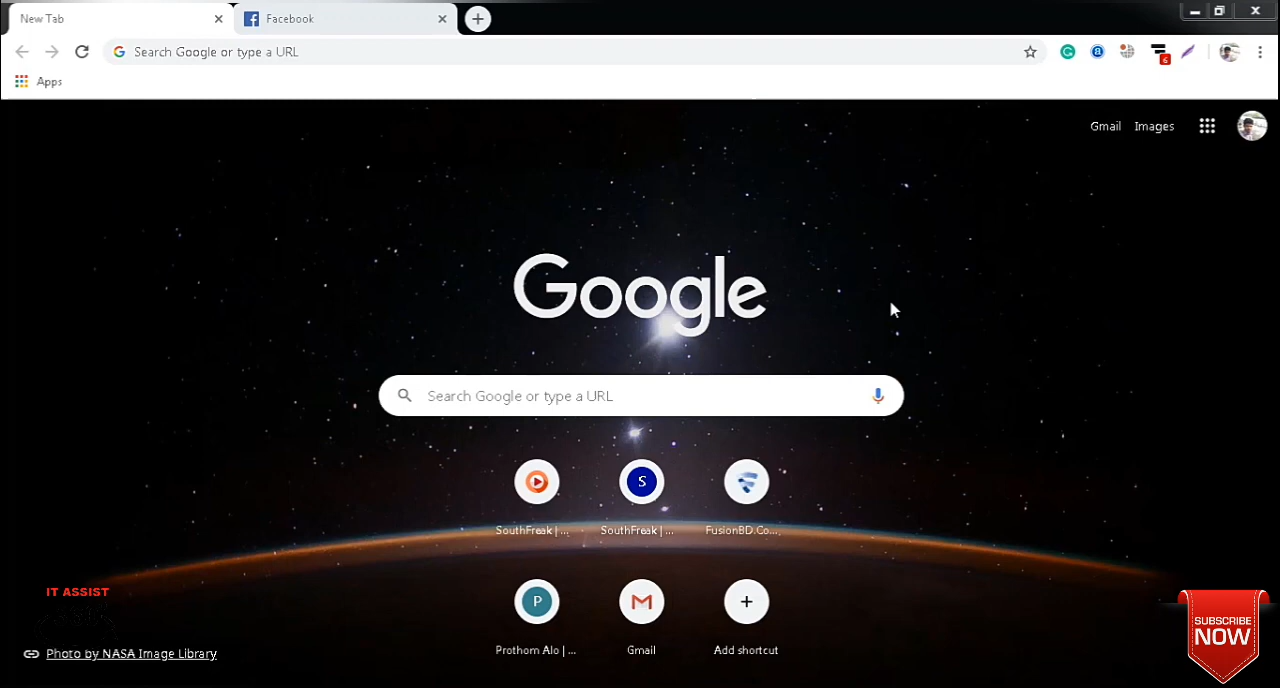 New Tab
Facebook
Search Google or type a URL
6
Apps
Gmail
Images
Google
Search Google or type a URL
S
SouthFreak | ...
SouthFreak | ...
FusionBD.Co...
P
Prothom Alo | ...
Gmail
Add shortcut
IT ASSIST
Photo by NASA Image Library
SUBSCRIBE
NOW